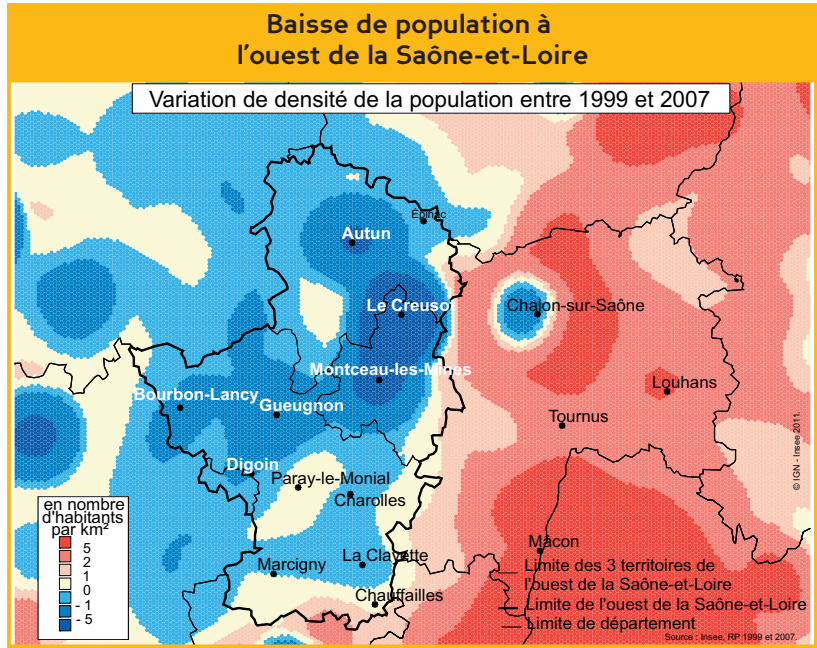 Baisse de population à
l'ouest de la Saône-et-Loire
Variation de densité de la population entre 1999 et 2007
Épinac
Autun
Le Creusot
Chalon-sur-Saône
Montceau-les-Mines
Louhans
Bourbon-Lancy
Gueugnon
Tournus
© IGN - Insee 2011.
Digoin
Paray-le-Monial
Charolles
en nombre
d'habitants
par km²
5
2
1
0
- 1
- 5
Mâcon
La Clayette
Marcigny
Chauffailles
Limite des 3 territoires de
l'ouest de la Saône-et-Loire
Limite de l'ouest de la Saône-et-Loire
Limite de département
Source : Insee, RP 1999 et 2007.